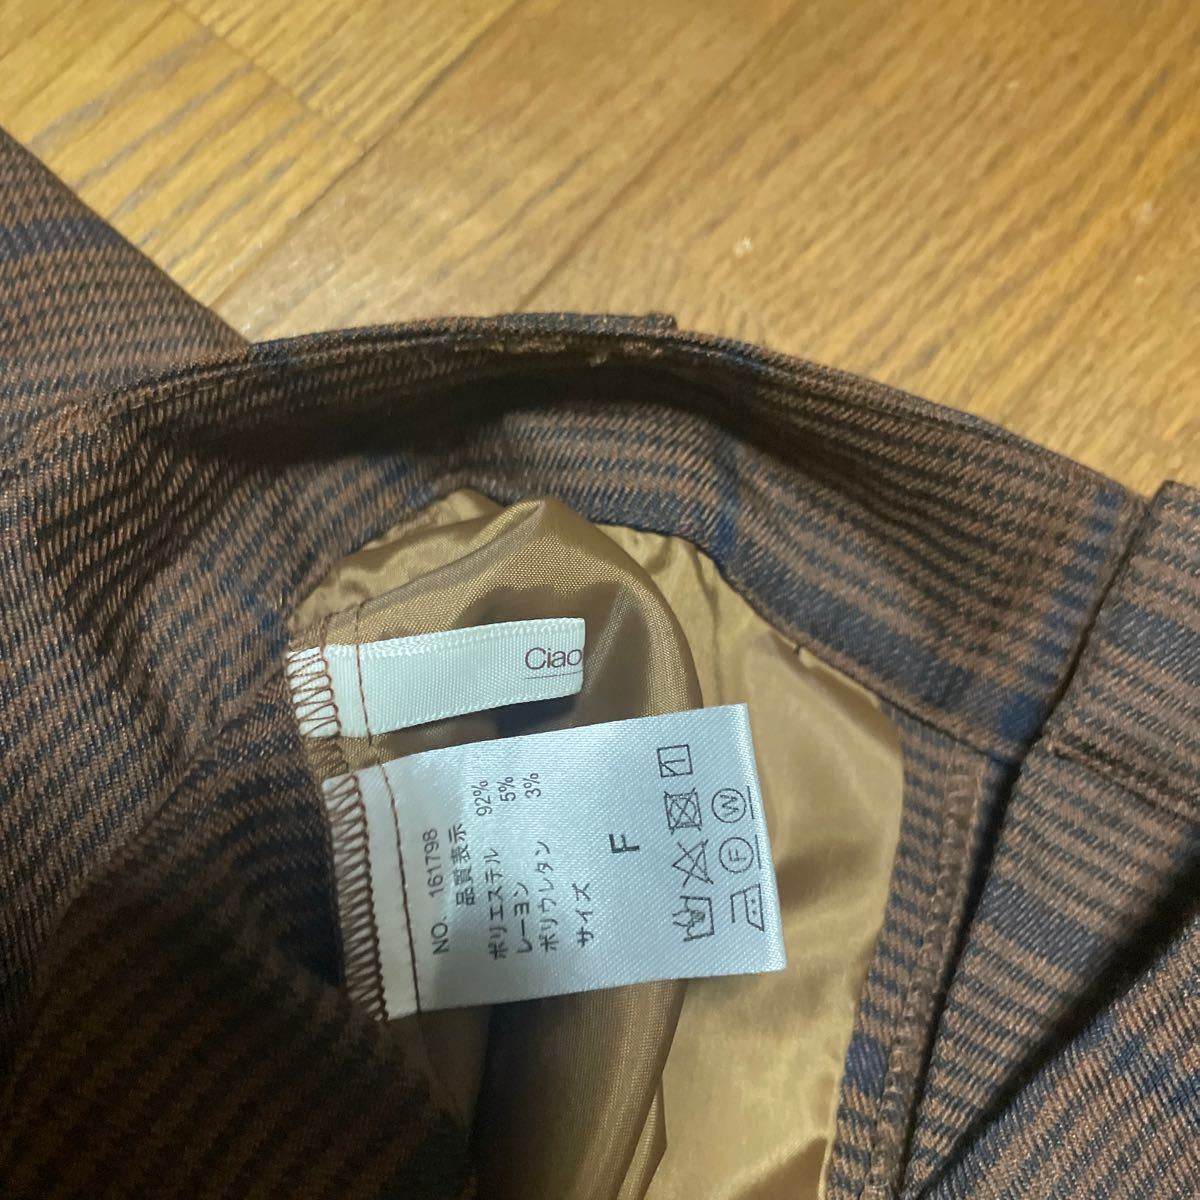 Ciao
NO. 161798
品質表示
ポリエステル 92%
レーヨン 5%
ポリウレタン 3%
サイズ
F
F W